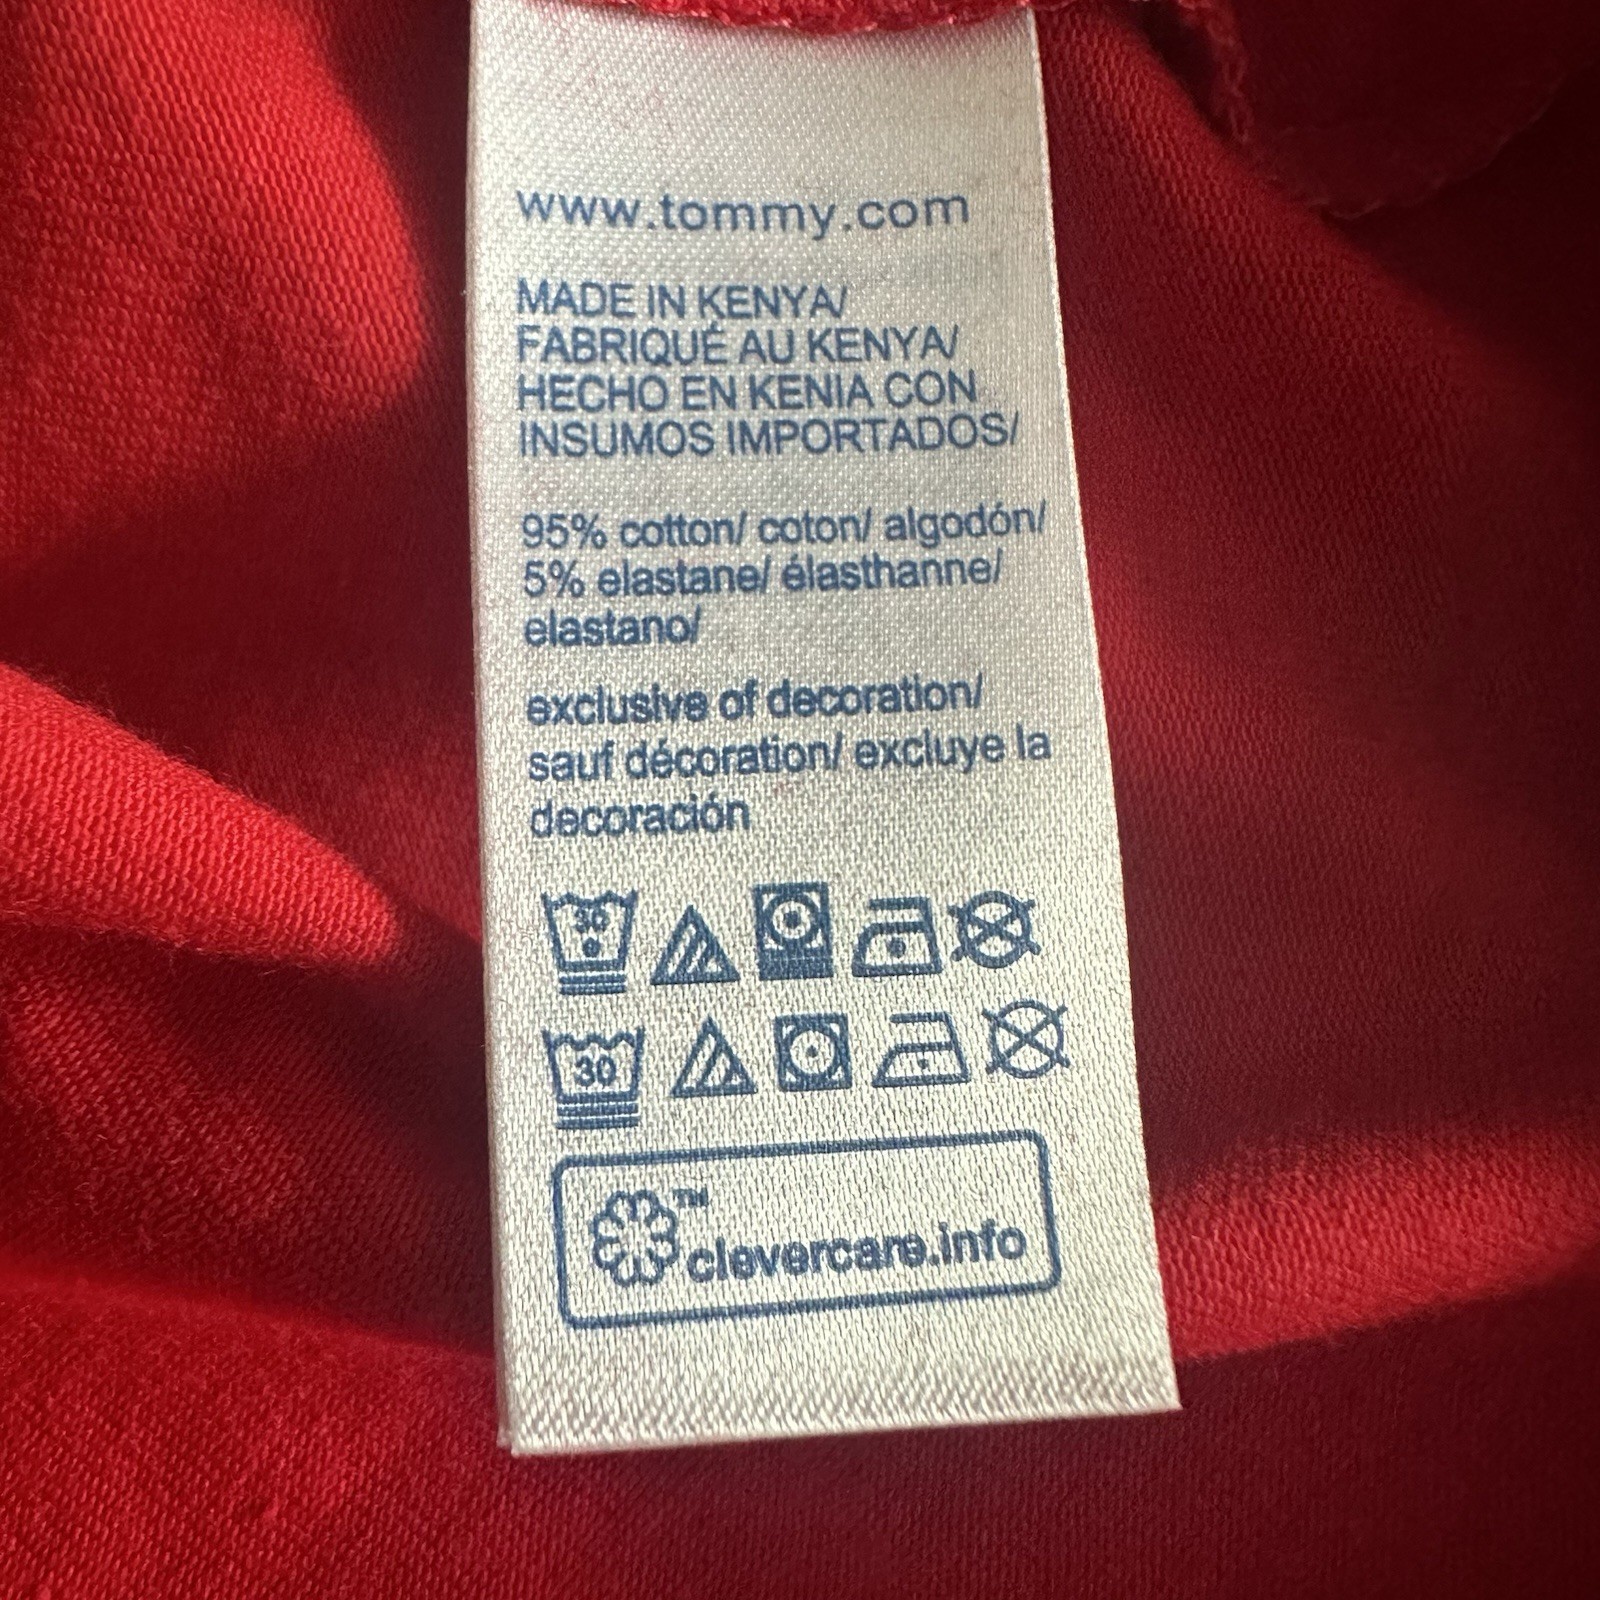 www.tommy.com
MADE IN KENYA/
FABRIQUÉ AU KENYA/
HECHO EN KENIA CON
INSUMOS IMPORTADOS/
95% cotton/ coton/ algodón/
5% elastane/ élasthanne/
elastano/
exclusive of decoration/
sauf décoration/ excluye la
decoración
30
30
™
clevercare.info